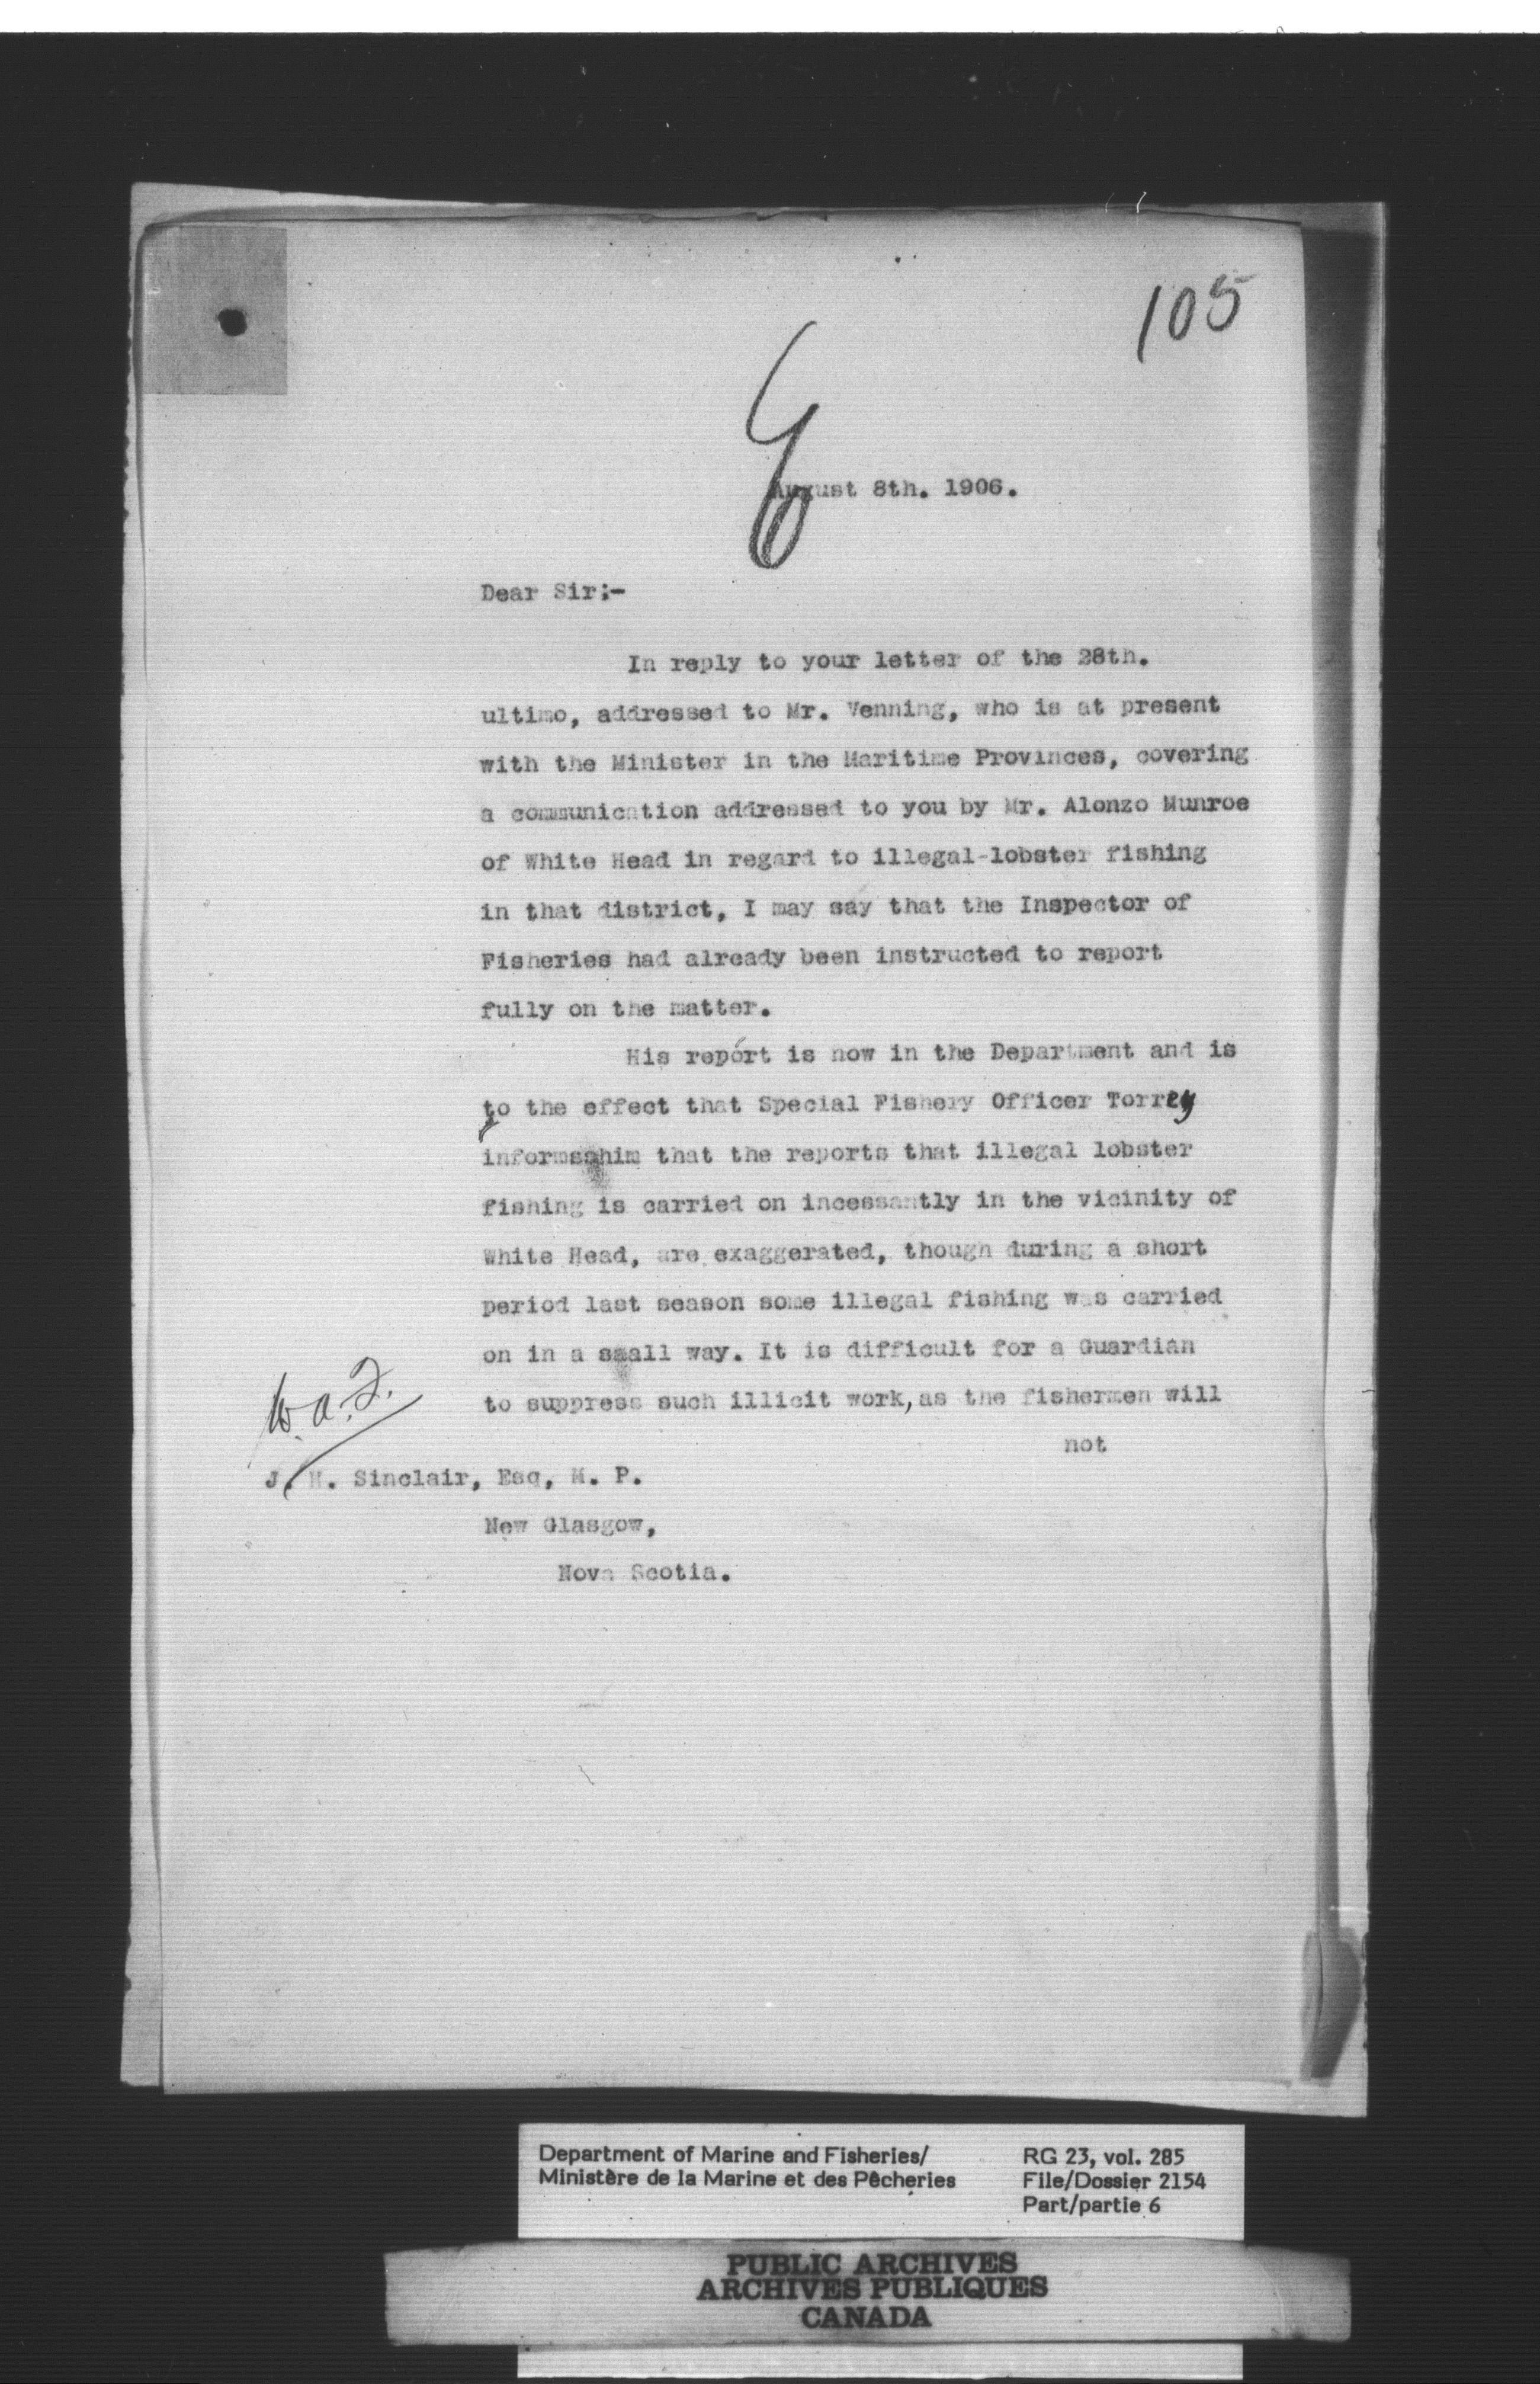 105
August 8th. 1906.
Dear Sir:-
In reply to your letter of the 28th.
ultimo, addressed to Mr. Venning, who is at present
with the Minister in the Maritime Provinces, covering
a communication addressed to you by Mr. Alonzo Munroe
of White Head in regard to illegal-lobster fishing
in that district, I may say that the Inspector of
Fisheries had already been instructed to report
fully on the matter.
His report is now in the Department and is
to the effect that Special Fishery Officer Torrey
informs him that the reports that illegal lobster
fishing is carried on incessantly in the vicinity of
White Head, are exaggerated, though during a short
period last season some illegal fishing was carried
on in a small way. It is difficult for a Guardian
to suppress such illicit work, as the fishermen will
not
J. H. Sinclair, Esq, M. P.
New Glasgow,
Nova Scotia.
Department of Marine and Fisheries/
Ministère de la Marine et des Pêcheries
RG 23, vol. 285
File/Dossier 2154
Part/partie 6
PUBLIC ARCHIVES
ARCHIVES PUBLIQUES
CANADA